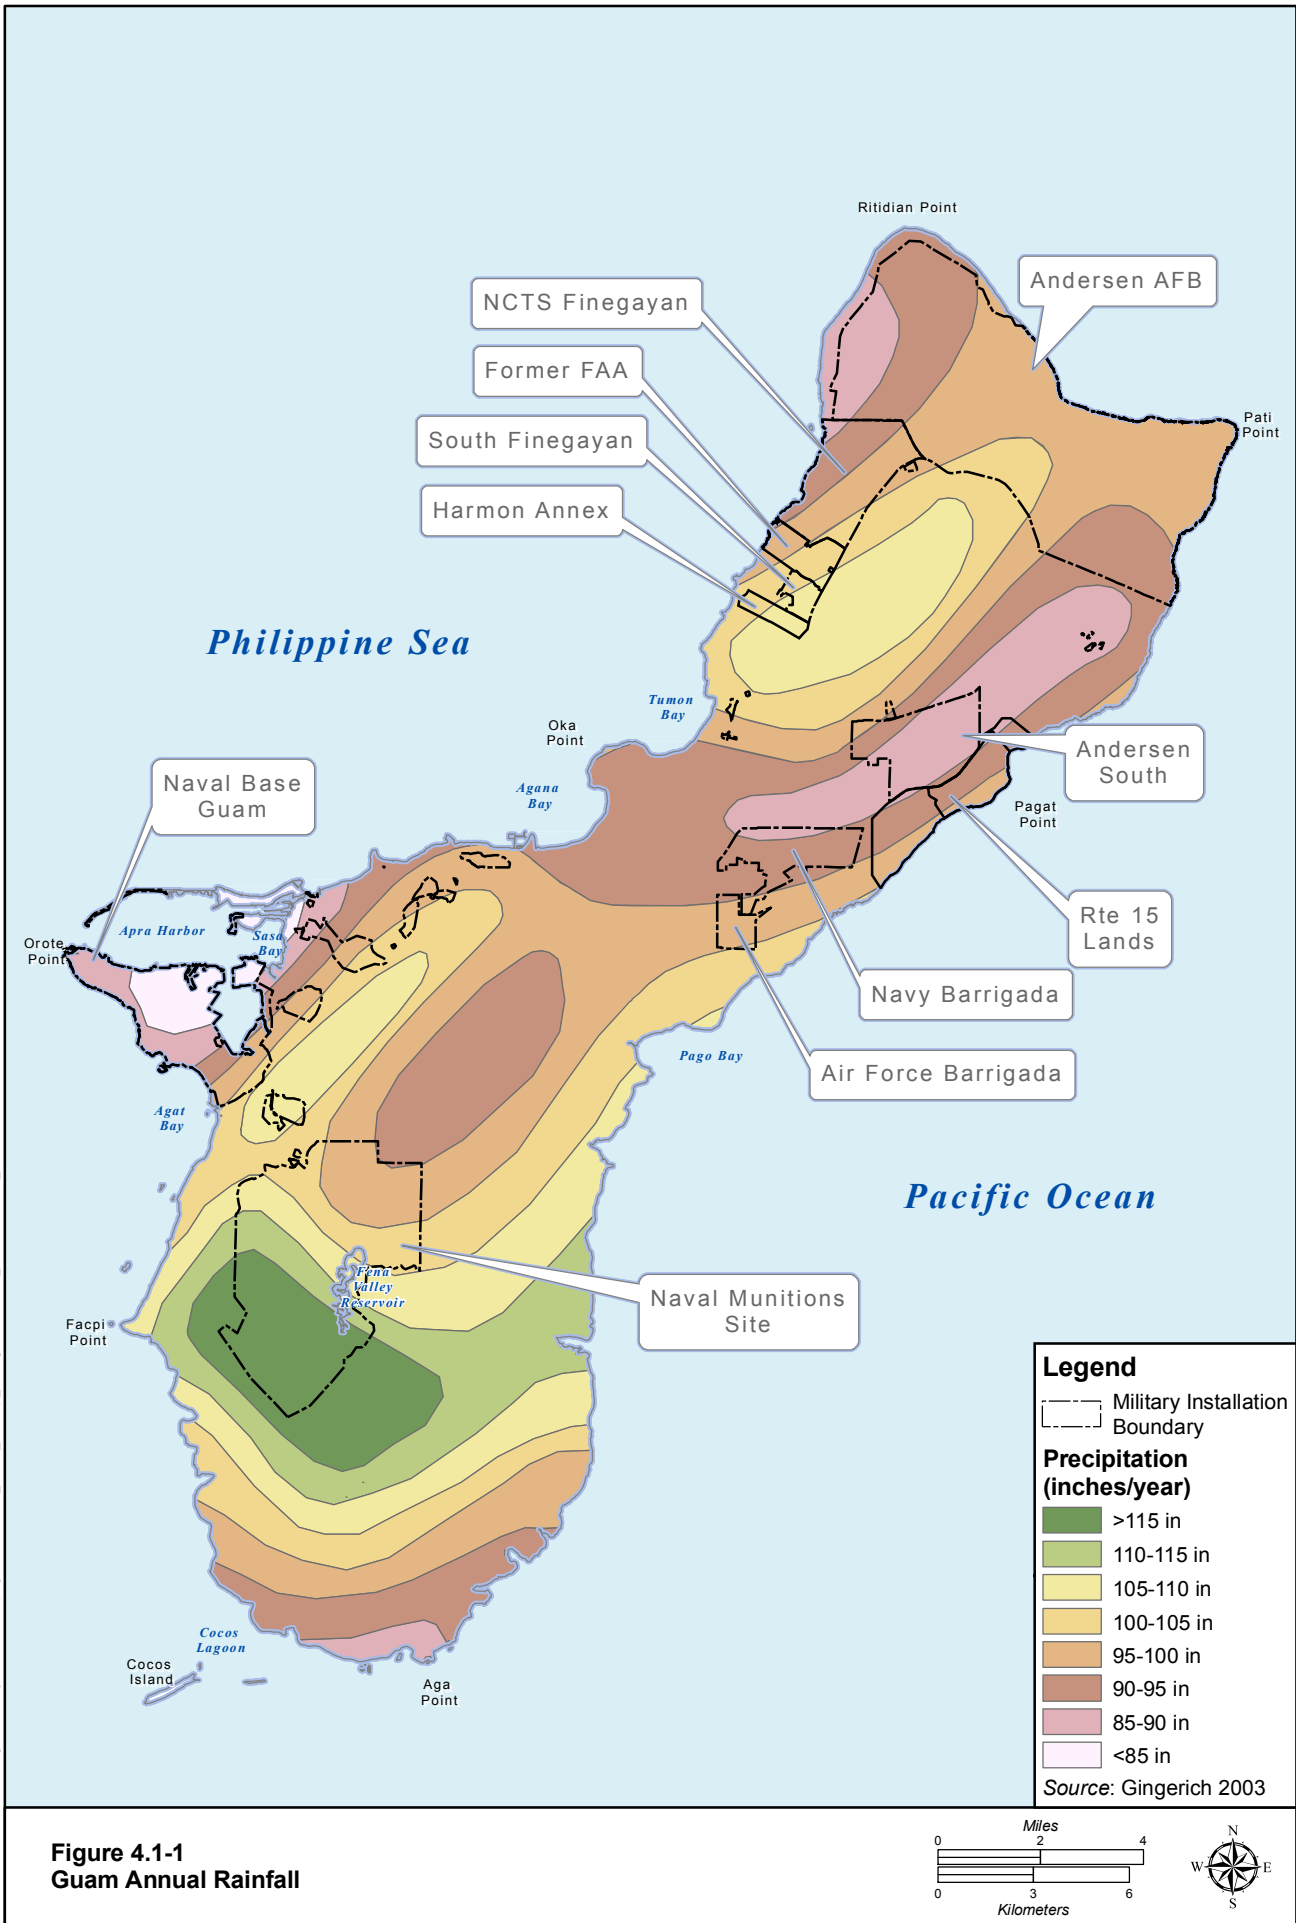 Ritidian Point
Andersen AFB
NCTS Finegayan
Former FAA
South Finegayan
Harmon Annex
Pati
Point
Philippine Sea
Tumon
Bay
Oka
Point
Andersen
South
Naval Base
Guam
Agana
Bay
Pagat
Point
Rte 15
Lands
Apra Harbor
Sasa
Bay
Orote
Point
Navy Barrigada
Pago Bay
Air Force Barrigada
Agat
Bay
Pacific Ocean
Fena
Valley
Reservoir
Naval Munitions
Site
Facpi
Point
Cocos
Lagoon
Cocos
Island
Aga
Point
Legend
Military Installation
Boundary
Precipitation
(inches/year)
>115 in
110-115 in
105-110 in
100-105 in
95-100 in
90-95 in
85-90 in
<85 in
Source: Gingerich 2003
Figure 4.1-1
Guam Annual Rainfall
Miles
0 2 4
0 3 6
Kilometers
N
W E
S